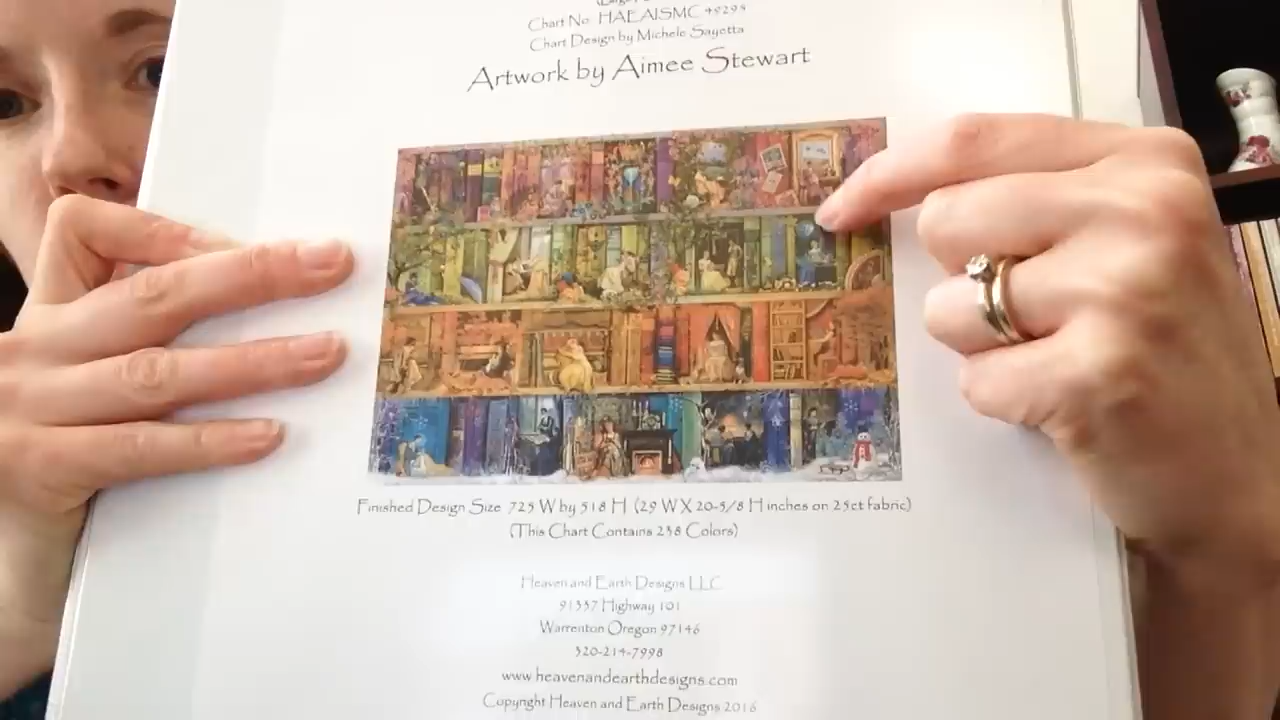 Chart No. HAEAISMC 49295
Chart Design by Michele Sayetta
Artwork by Aimee Stewart
Finished Design Size 725 W by 518 H (29 W X 20-5/8 H inches on 25ct fabric)
(This Chart Contains 238 Colors)
Heaven and Earth Designs LLC
91337 Highway 101
Warrenton Oregon 97146
320-214-7998
www.heavenandearthdesigns.com
Copyright Heaven and Earth Designs 2016